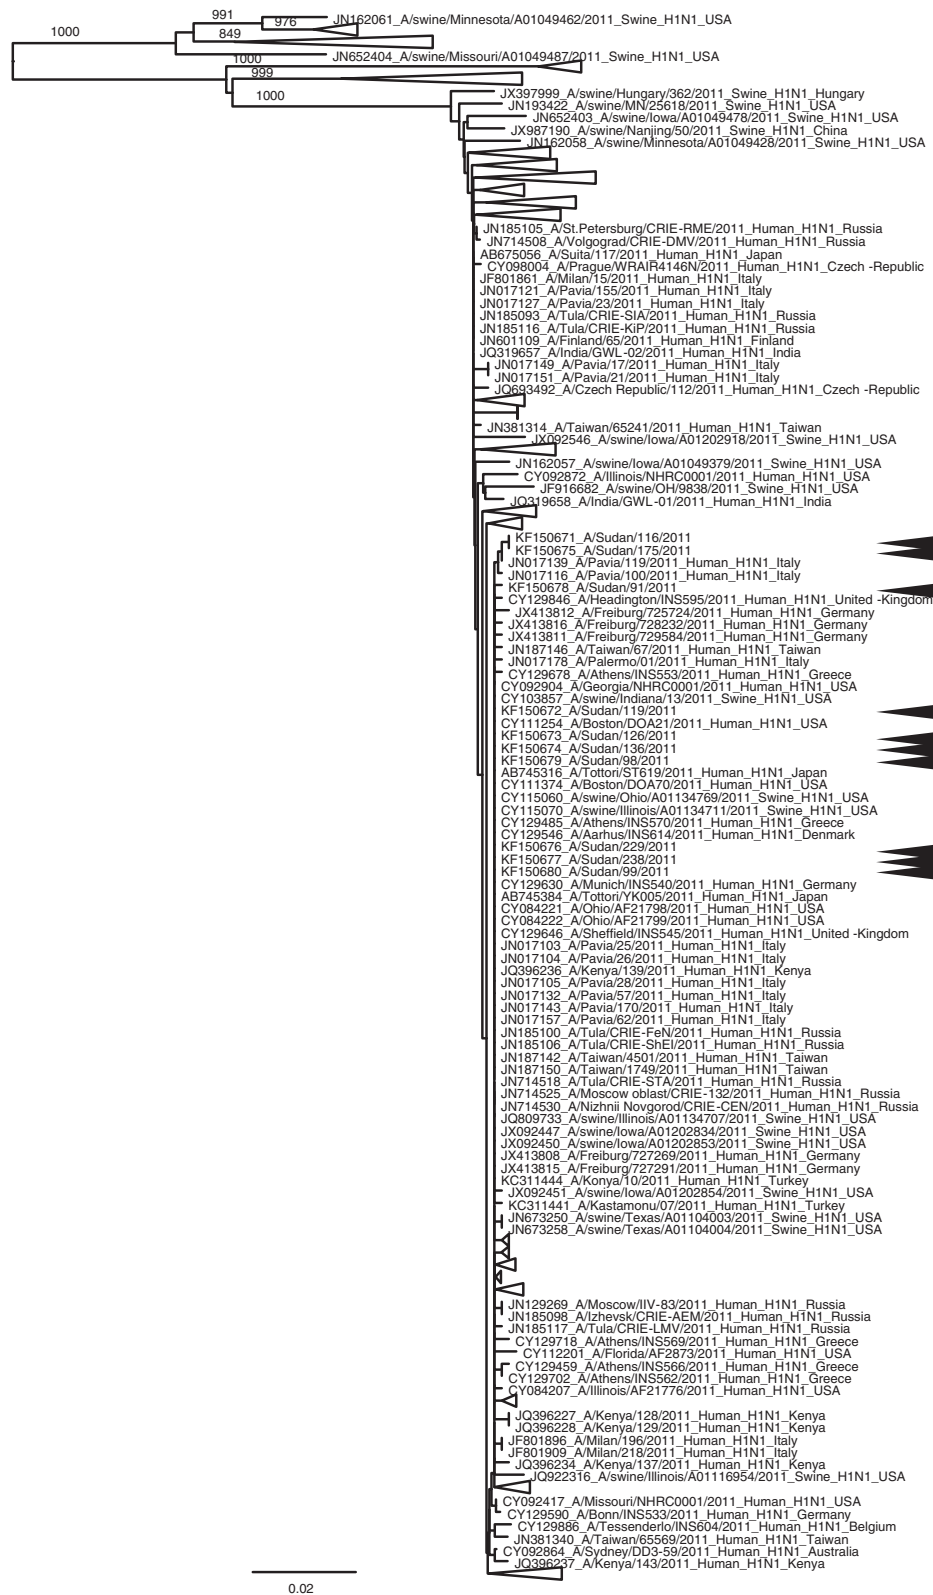 991
976
JN162061_A/swine/Minnesota/A01049462/2011_Swine_H1N1_USA
1000
849
JN652404_A/swine/Missouri/A01049487/2011_Swine_H1N1_USA
1000
999
JX397999_A/swine/Hungary/362/2011_Swine_H1N1_Hungary
1000
JN193422_A/swine/MN/25618/2011_Swine_H1N1_USA
JN652403_A/swine/Iowa/A01049478/2011_Swine_H1N1_USA
JX987190_A/swine/Nanjing/50/2011_Swine_H1N1_China
JN162058_A/swine/Minnesota/A01049428/2011_Swine_H1N1_USA
JN185105_A/St.Petersburg/CRIE-RME/2011_Human_H1N1_Russia
JN714508_A/Volgograd/CRIE-DMV/2011_Human_H1N1_Russia
AB675056_A/Suita/117/2011_Human_H1N1_Japan
CY098004_A/Prague/WRAIR4146N/2011_Human_H1N1_Czech -Republic
JF801861_A/Milan/15/2011_Human_H1N1_Italy
JN017121_A/Pavia/155/2011_Human_H1N1_Italy
JN017127_A/Pavia/23/2011_Human_H1N1_Italy
JN185093_A/Tula/CRIE-SIA/2011_Human_H1N1_Russia
JN185116_A/Tula/CRIE-KiP/2011_Human_H1N1_Russia
JN601109_A/Finland/65/2011_Human_H1N1_Finland
JQ319657_A/India/GWL-02/2011_Human_H1N1_India
JN017149_A/Pavia/17/2011_Human_H1N1_Italy
JN017151_A/Pavia/21/2011_Human_H1N1_Italy
JQ693492_A/Czech Republic/112/2011_Human_H1N1_Czech -Republic
JN381314_A/Taiwan/65241/2011_Human_H1N1_Taiwan
JX092546_A/swine/Iowa/A01202918/2011_Swine_H1N1_USA
JN162057_A/swine/Iowa/A01049379/2011_Swine_H1N1_USA
CY092872_A/Illinois/NHRC0001/2011_Human_H1N1_USA
JF916682_A/swine/OH/9838/2011_Swine_H1N1_USA
JQ319658_A/India/GWL-01/2011_Human_H1N1_India
KF150671_A/Sudan/116/2011
KF150675_A/Sudan/175/2011
JN017139_A/Pavia/119/2011_Human_H1N1_Italy
JN017116_A/Pavia/100/2011_Human_H1N1_Italy
KF150678_A/Sudan/91/2011
CY129846_A/Headington/INS595/2011_Human_H1N1_United -Kingdom
JX413812_A/Freiburg/725724/2011_Human_H1N1_Germany
JX413816_A/Freiburg/728232/2011_Human_H1N1_Germany
JX413811_A/Freiburg/729584/2011_Human_H1N1_Germany
JN187146_A/Taiwan/67/2011_Human_H1N1_Taiwan
JN017178_A/Palermo/01/2011_Human_H1N1_Italy
CY129678_A/Athens/INS553/2011_Human_H1N1_Greece
CY092904_A/Georgia/NHRC0001/2011_Human_H1N1_USA
CY103857_A/swine/Indiana/13/2011_Swine_H1N1_USA
KF150672_A/Sudan/119/2011
CY111254_A/Boston/DOA21/2011_Human_H1N1_USA
KF150673_A/Sudan/126/2011
KF150674_A/Sudan/136/2011
KF150679_A/Sudan/98/2011
AB745316_A/Tottori/ST619/2011_Human_H1N1_Japan
CY111374_A/Boston/DOA70/2011_Human_H1N1_USA
CY115060_A/swine/Ohio/A01134769/2011_Swine_H1N1_USA
CY115070_A/swine/Illinois/A01134711/2011_Swine_H1N1_USA
CY129485_A/Athens/INS570/2011_Human_H1N1_Greece
CY129546_A/Aarhus/INS614/2011_Human_H1N1_Denmark
KF150676_A/Sudan/229/2011
KF150677_A/Sudan/238/2011
KF150680_A/Sudan/99/2011
CY129630_A/Munich/INS540/2011_Human_H1N1_Germany
AB745384_A/Tottori/YK005/2011_Human_H1N1_Japan
CY084221_A/Ohio/AF21798/2011_Human_H1N1_USA
CY084222_A/Ohio/AF21799/2011_Human_H1N1_USA
CY129646_A/Sheffield/INS545/2011_Human_H1N1_United -Kingdom
JN017103_A/Pavia/25/2011_Human_H1N1_Italy
JN017104_A/Pavia/26/2011_Human_H1N1_Italy
JQ396236_A/Kenya/139/2011_Human_H1N1_Kenya
JN017105_A/Pavia/28/2011_Human_H1N1_Italy
JN017132_A/Pavia/57/2011_Human_H1N1_Italy
JN017143_A/Pavia/170/2011_Human_H1N1_Italy
JN017157_A/Pavia/62/2011_Human_H1N1_Italy
JN185100_A/Tula/CRIE-FeN/2011_Human_H1N1_Russia
JN185106_A/Tula/CRIE-ShEl/2011_Human_H1N1_Russia
JN187142_A/Taiwan/4501/2011_Human_H1N1_Taiwan
JN187150_A/Taiwan/1749/2011_Human_H1N1_Taiwan
JN714518_A/Tula/CRIE-STA/2011_Human_H1N1_Russia
JN714525_A/Moscow oblast/CRIE-132/2011_Human_H1N1_Russia
JN714530_A/Nizhnii Novgorod/CRIE-CEN/2011_Human_H1N1_Russia
JQ809733_A/swine/Illinois/A01134707/2011_Swine_H1N1_USA
JX092447_A/swine/Iowa/A01202834/2011_Swine_H1N1_USA
JX092450_A/swine/Iowa/A01202853/2011_Swine_H1N1_USA
JX413808_A/Freiburg/727269/2011_Human_H1N1_Germany
JX413815_A/Freiburg/727291/2011_Human_H1N1_Germany
KC311444_A/Konya/10/2011_Human_H1N1_Turkey
JX092451_A/swine/Iowa/A01202854/2011_Swine_H1N1_USA
KC311441_A/Kastamonu/07/2011_Human_H1N1_Turkey
JN673250_A/swine/Texas/A01104003/2011_Swine_H1N1_USA
JN673258_A/swine/Texas/A01104004/2011_Swine_H1N1_USA
JN129269_A/Moscow/IIV-83/2011_Human_H1N1_Russia
JN185098_A/Izhevsk/CRIE-AEM/2011_Human_H1N1_Russia
JN185117_A/Tula/CRIE-LMV/2011_Human_H1N1_Russia
CY129718_A/Athens/INS569/2011_Human_H1N1_Greece
CY112201_A/Florida/AF2873/2011_Human_H1N1_USA
CY129459_A/Athens/INS566/2011_Human_H1N1_Greece
CY129702_A/Athens/INS562/2011_Human_H1N1_Greece
CY084207_A/Illinois/AF21776/2011_Human_H1N1_USA
JQ396227_A/Kenya/128/2011_Human_H1N1_Kenya
JQ396228_A/Kenya/129/2011_Human_H1N1_Kenya
JF801896_A/Milan/196/2011_Human_H1N1_Italy
JF801909_A/Milan/218/2011_Human_H1N1_Italy
JQ396234_A/Kenya/137/2011_Human_H1N1_Kenya
JQ922316_A/swine/Illinois/A01116954/2011_Swine_H1N1_USA
CY092417_A/Missouri/NHRC0001/2011_Human_H1N1_USA
CY129590_A/Bonn/INS533/2011_Human_H1N1_Germany
CY129886_A/Tessenderlo/INS604/2011_Human_H1N1_Belgium
JN381340_A/Taiwan/65569/2011_Human_H1N1_Taiwan
CY092864_A/Sydney/DD3-59/2011_Human_H1N1_Australia
JQ396237_A/Kenya/143/2011_Human_H1N1_Kenya
0.02